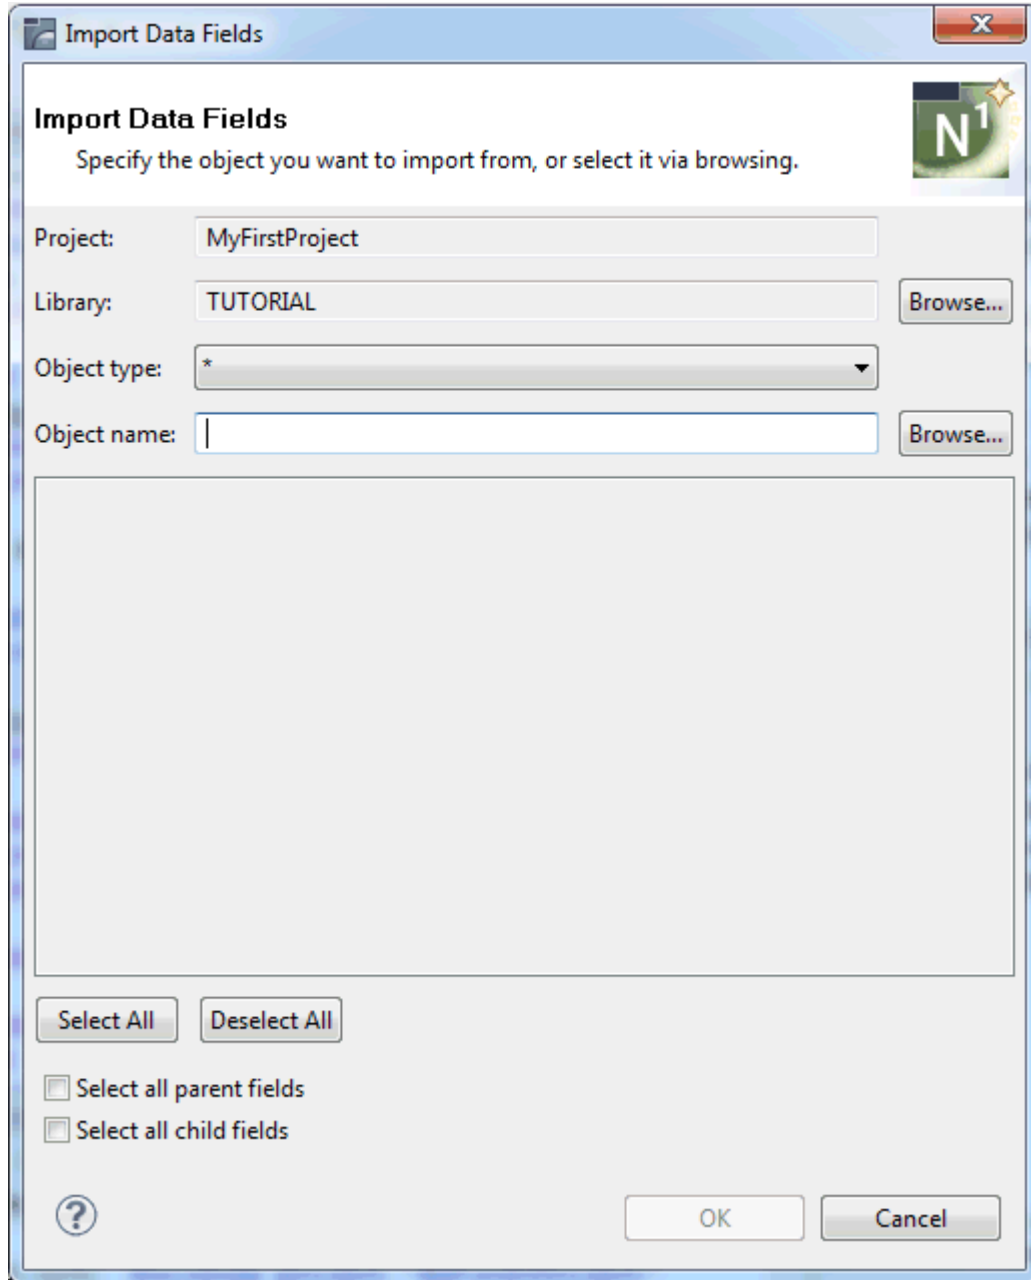 Import Data Fields
Import Data Fields
N1
Specify the object you want to import from, or select it via browsing.
Project: MyFirstProject
Library: TUTORIAL Browse...
Object type: *
Object name: Browse...
Select All Deselect All
Select all parent fields
Select all child fields
? OK Cancel